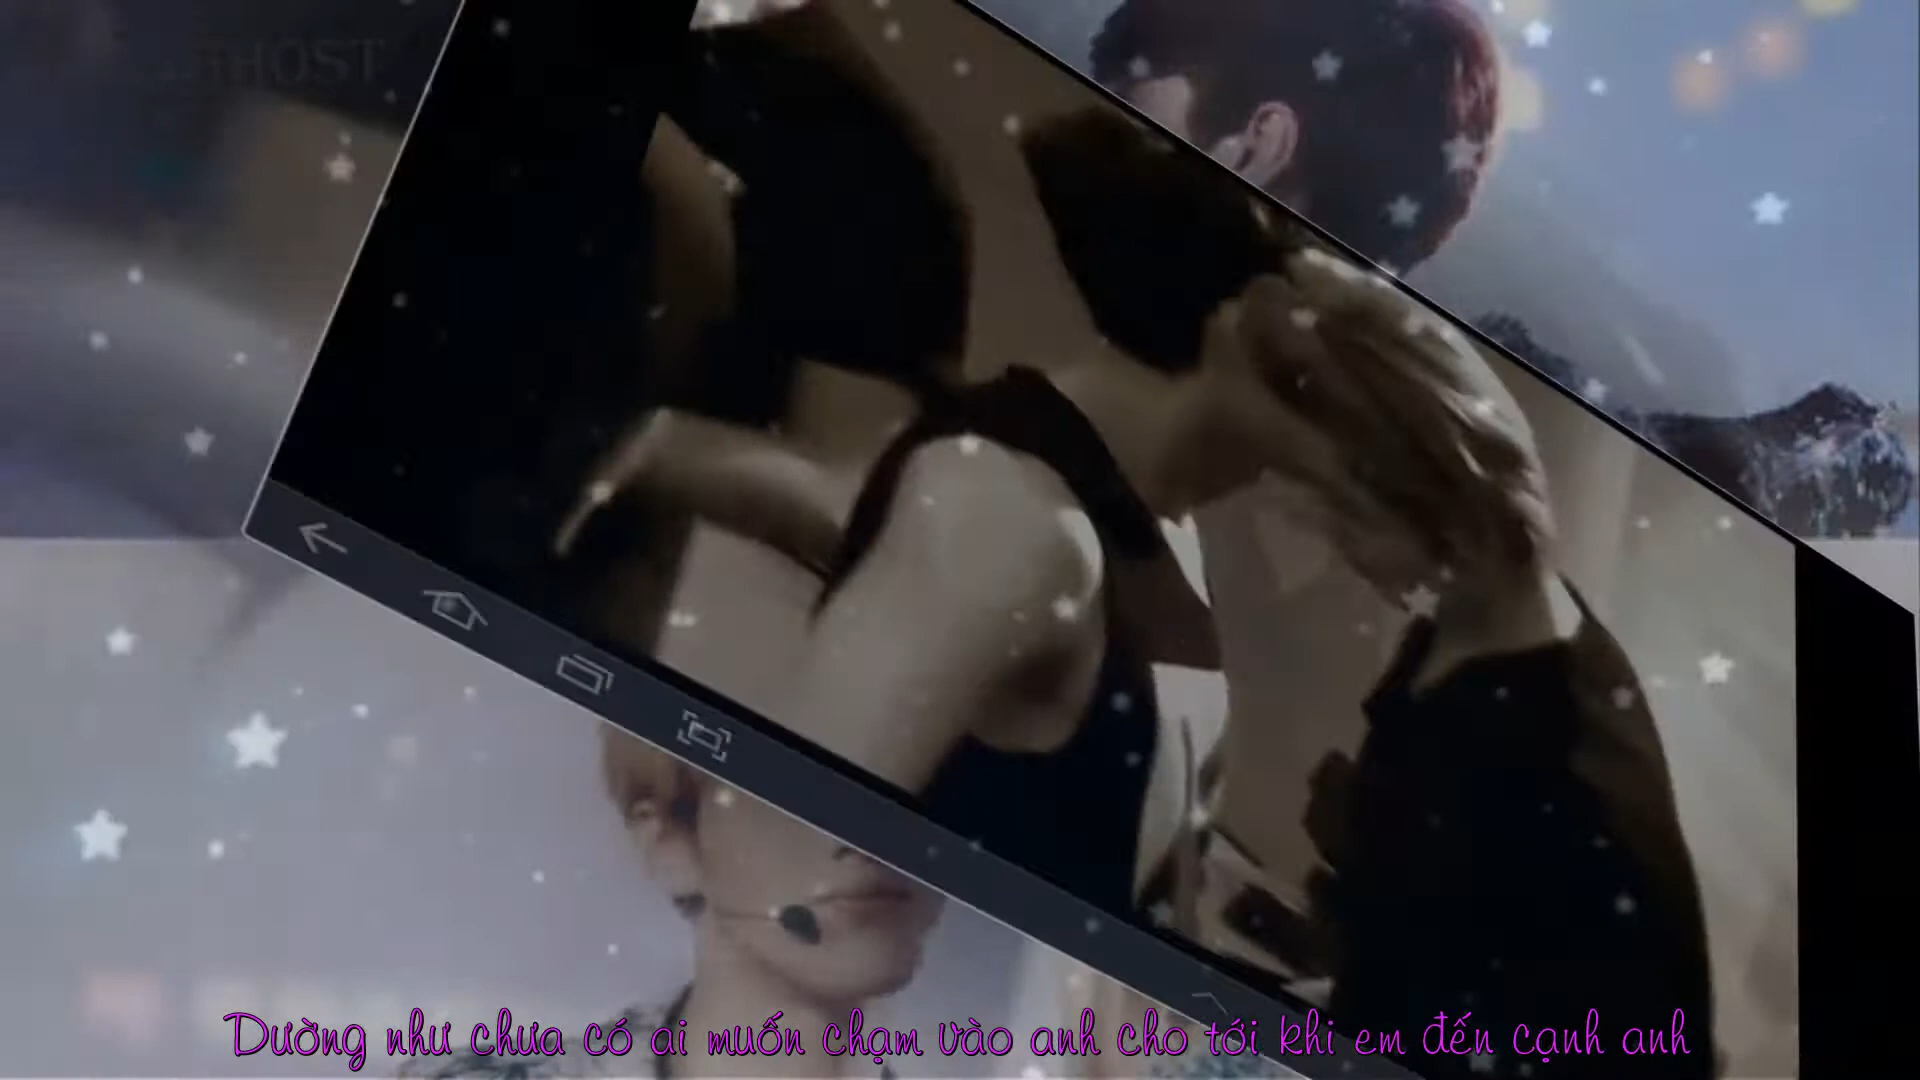 Dường như chưa có ai muốn chạm vào anh cho tới khi em đến cạnh anh